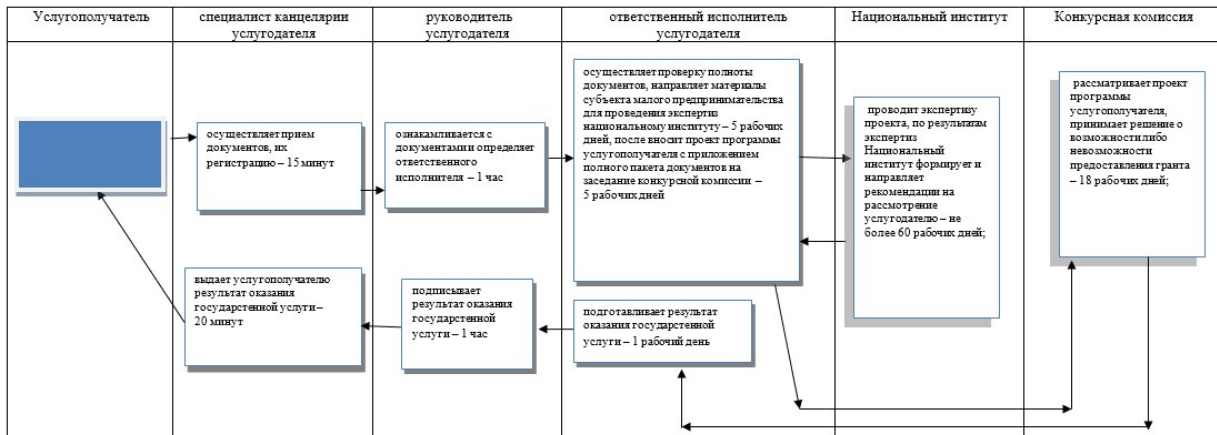 Услугополучатель
специалист канцелярии
услугодателя
руководитель
услугодателя
ответственный исполнитель
услугодателя
Национальный институт
Конкурсная комиссия
осуществляет прием
документов, их
регистрацию – 15 минут
ознакамливается с
документами и определяет
ответственного
исполнителя – 1 час
осуществляет проверку полноты
документов, направляет материалы
субъекта малого предпринимательства
для проведения экспертиз
национальному институту – 5 рабочих
дней, после вносит проект программы
услугополучателя с приложением
полного пакета документов на
заседание конкурсной комиссии –
5 рабочих дней
проводит экспертизу
проекта, по результатам
экспертиз
Национальный
институт формирует и
направляет
рекомендации на
рассмотрение
услугодателю – не
более 60 рабочих дней;
рассматривает проект
программы
услугополучателя,
принимает решение о
возможности либо
невозможности
предоставления гранта
– 18 рабочих дней;
выдает услугополучателю
результат оказания
государстенной услуги –
20 минут
подписывает
результат оказания
государстенной
услуги – 1 час
подготавливает результат
оказания государстенной
услуги – 1 рабочий день